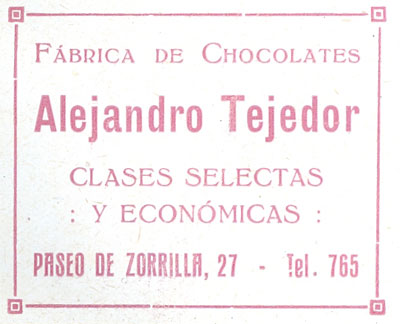 FÁBRICA DE CHOCOLATES
Alejandro Tejedor
CLASES SELECTAS
: Y ECONÓMICAS :
PASEO DE ZORRILLA, 27 - Tel. 765